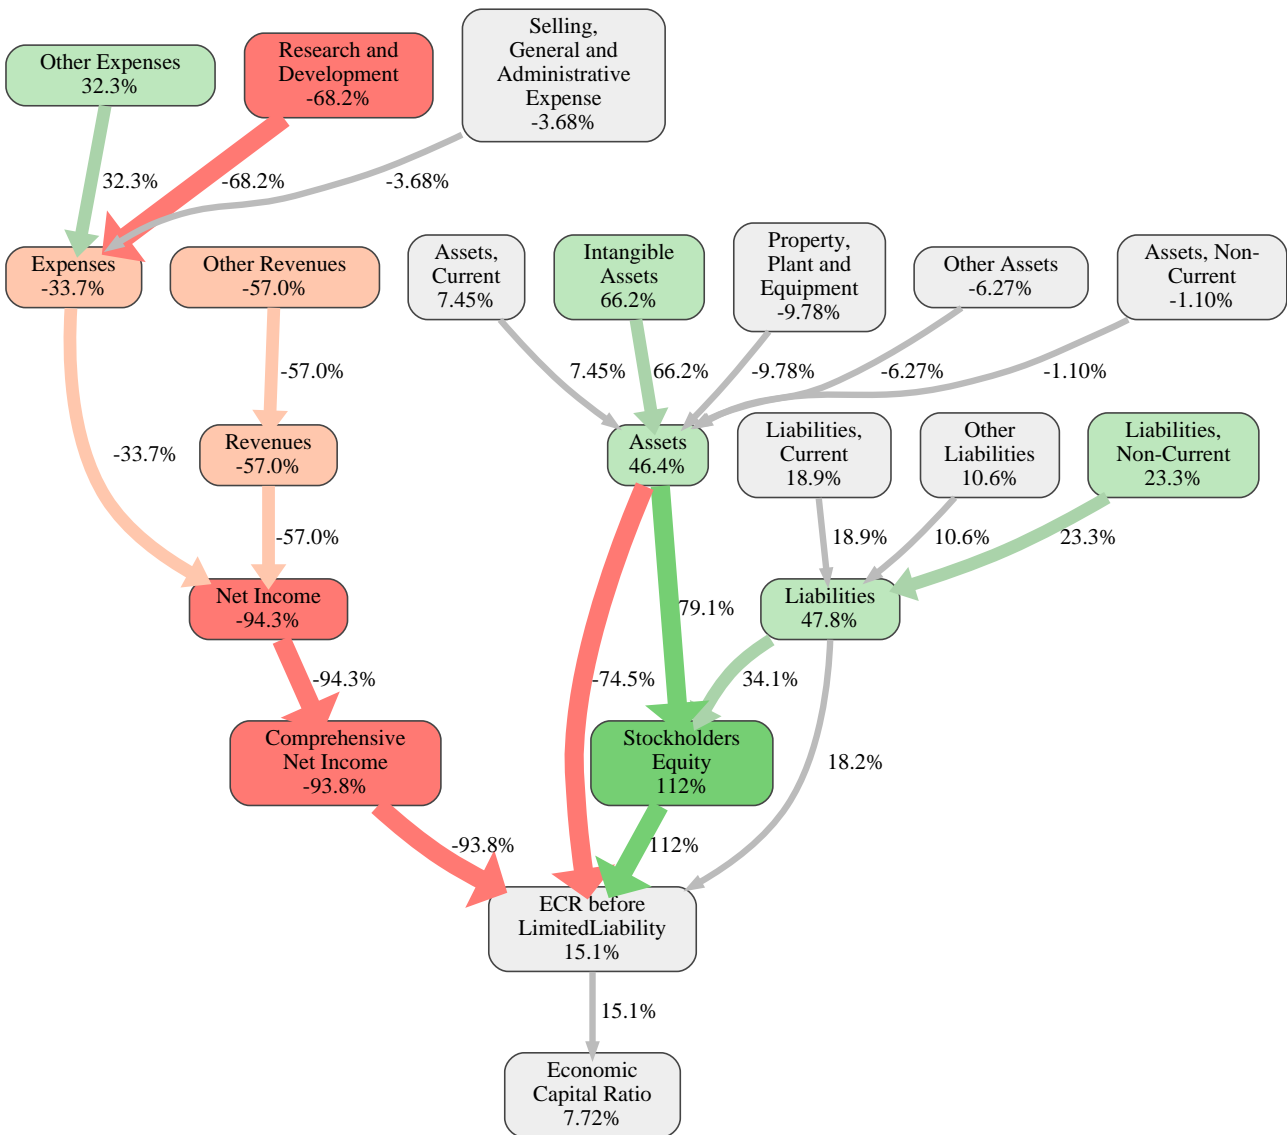 Other Expenses
32.3%
Research and
Development
-68.2%
Selling,
General and
Administrative
Expense
-3.68%
32.3%
-68.2%
-3.68%
Expenses
-33.7%
Other Revenues
-57.0%
Assets,
Current
7.45%
Intangible
Assets
66.2%
Property,
Plant and
Equipment
-9.78%
Other Assets
-6.27%
Assets, Non-
Current
-1.10%
-57.0%
7.45%
66.2%
-9.78%
-6.27%
-1.10%
-33.7%
Revenues
-57.0%
Assets
46.4%
Liabilities,
Current
18.9%
Other
Liabilities
10.6%
Liabilities,
Non-Current
23.3%
-57.0%
18.9%
10.6%
23.3%
Net Income
-94.3%
79.1%
Liabilities
47.8%
-94.3%
-74.5%
34.1%
Comprehensive
Net Income
-93.8%
Stockholders
Equity
112%
18.2%
-93.8%
112%
ECR before
LimitedLiability
15.1%
15.1%
Economic
Capital Ratio
7.72%